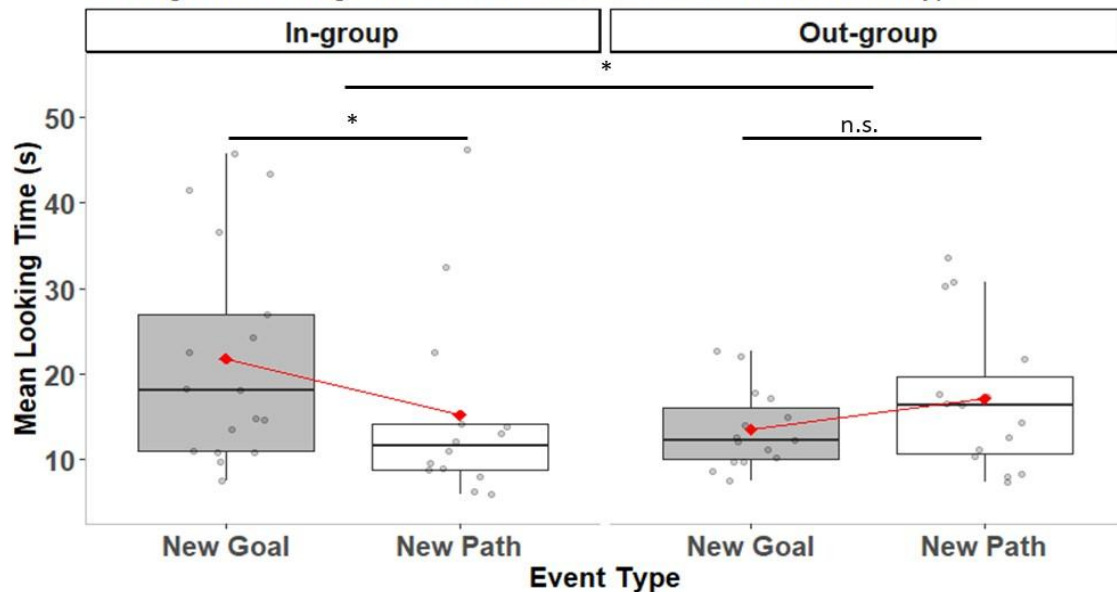 In-group Out-group
*
* n.s.
50
40
30
20
10
Mean Looking Time (s)
New Goal New Path New Goal New Path
Event Type